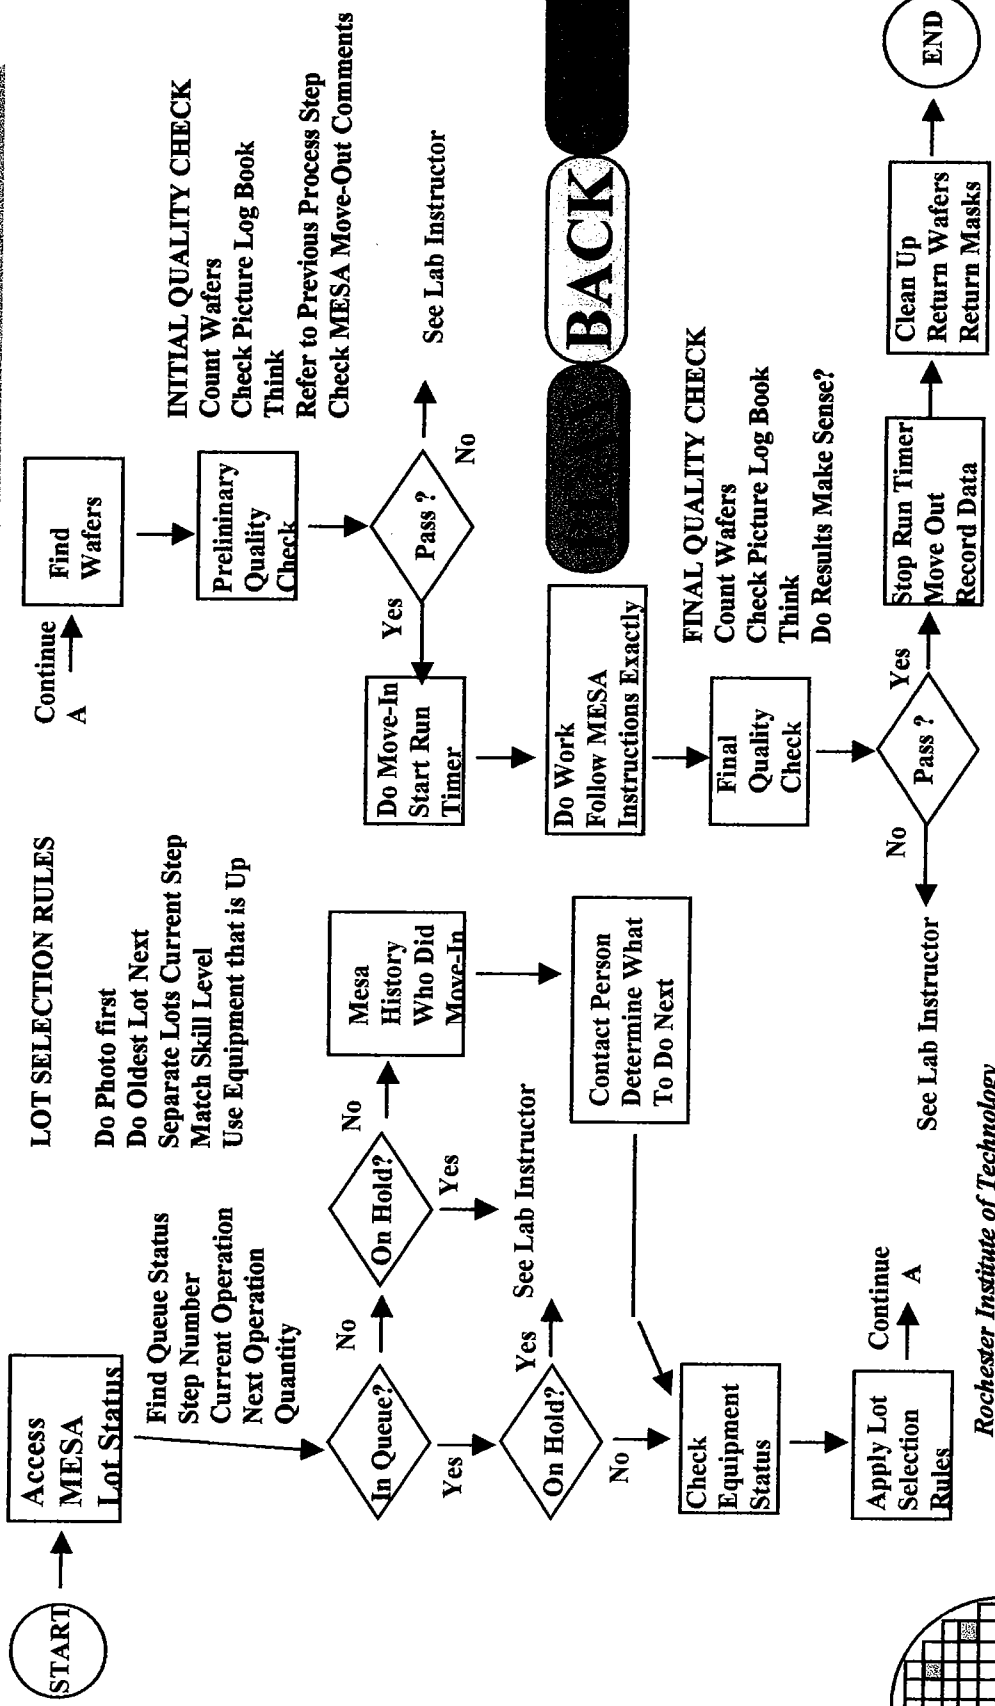 START
Access
MESA
Lot Status
Find Queue Status
Step Number
Current Operation
Next Operation
Quantity
In Queue?
No
Yes
On Hold?
No
Yes
See Lab Instructor
Mesa
History
Who Did
Move-In
Contact Person
Determine What
To Do Next
On Hold?
Yes
See Lab Instructor
No
Check
Equipment
Status
Apply Lot
Selection
Rules
Continue
A
LOT SELECTION RULES
Do Photo first
Do Oldest Lot Next
Separate Lots Current Step
Match Skill Level
Use Equipment that is Up
Continue
A
Find
Wafers
Prelininary
Quality
Check
INITIAL QUALITY CHECK
Count Wafers
Check Picture Log Book
Think
Refer to Previous Process Step
Check MESA Move-Out Comments
Pass ?
No
See Lab Instructor
Yes
Do Move-In
Start Run
Timer
Do Work
Follow MESA
Instructions Exactly
BACK
Final
Quality
Check
FINAL QUALITY CHECK
Count Wafers
Check Picture Log Book
Think
Do Results Make Sense?
Pass ?
No
See Lab Instructor
Yes
Stop Run Timer
Move Out
Record Data
Clean Up
Return Wafers
Return Masks
END
Rochester Institute of Technology